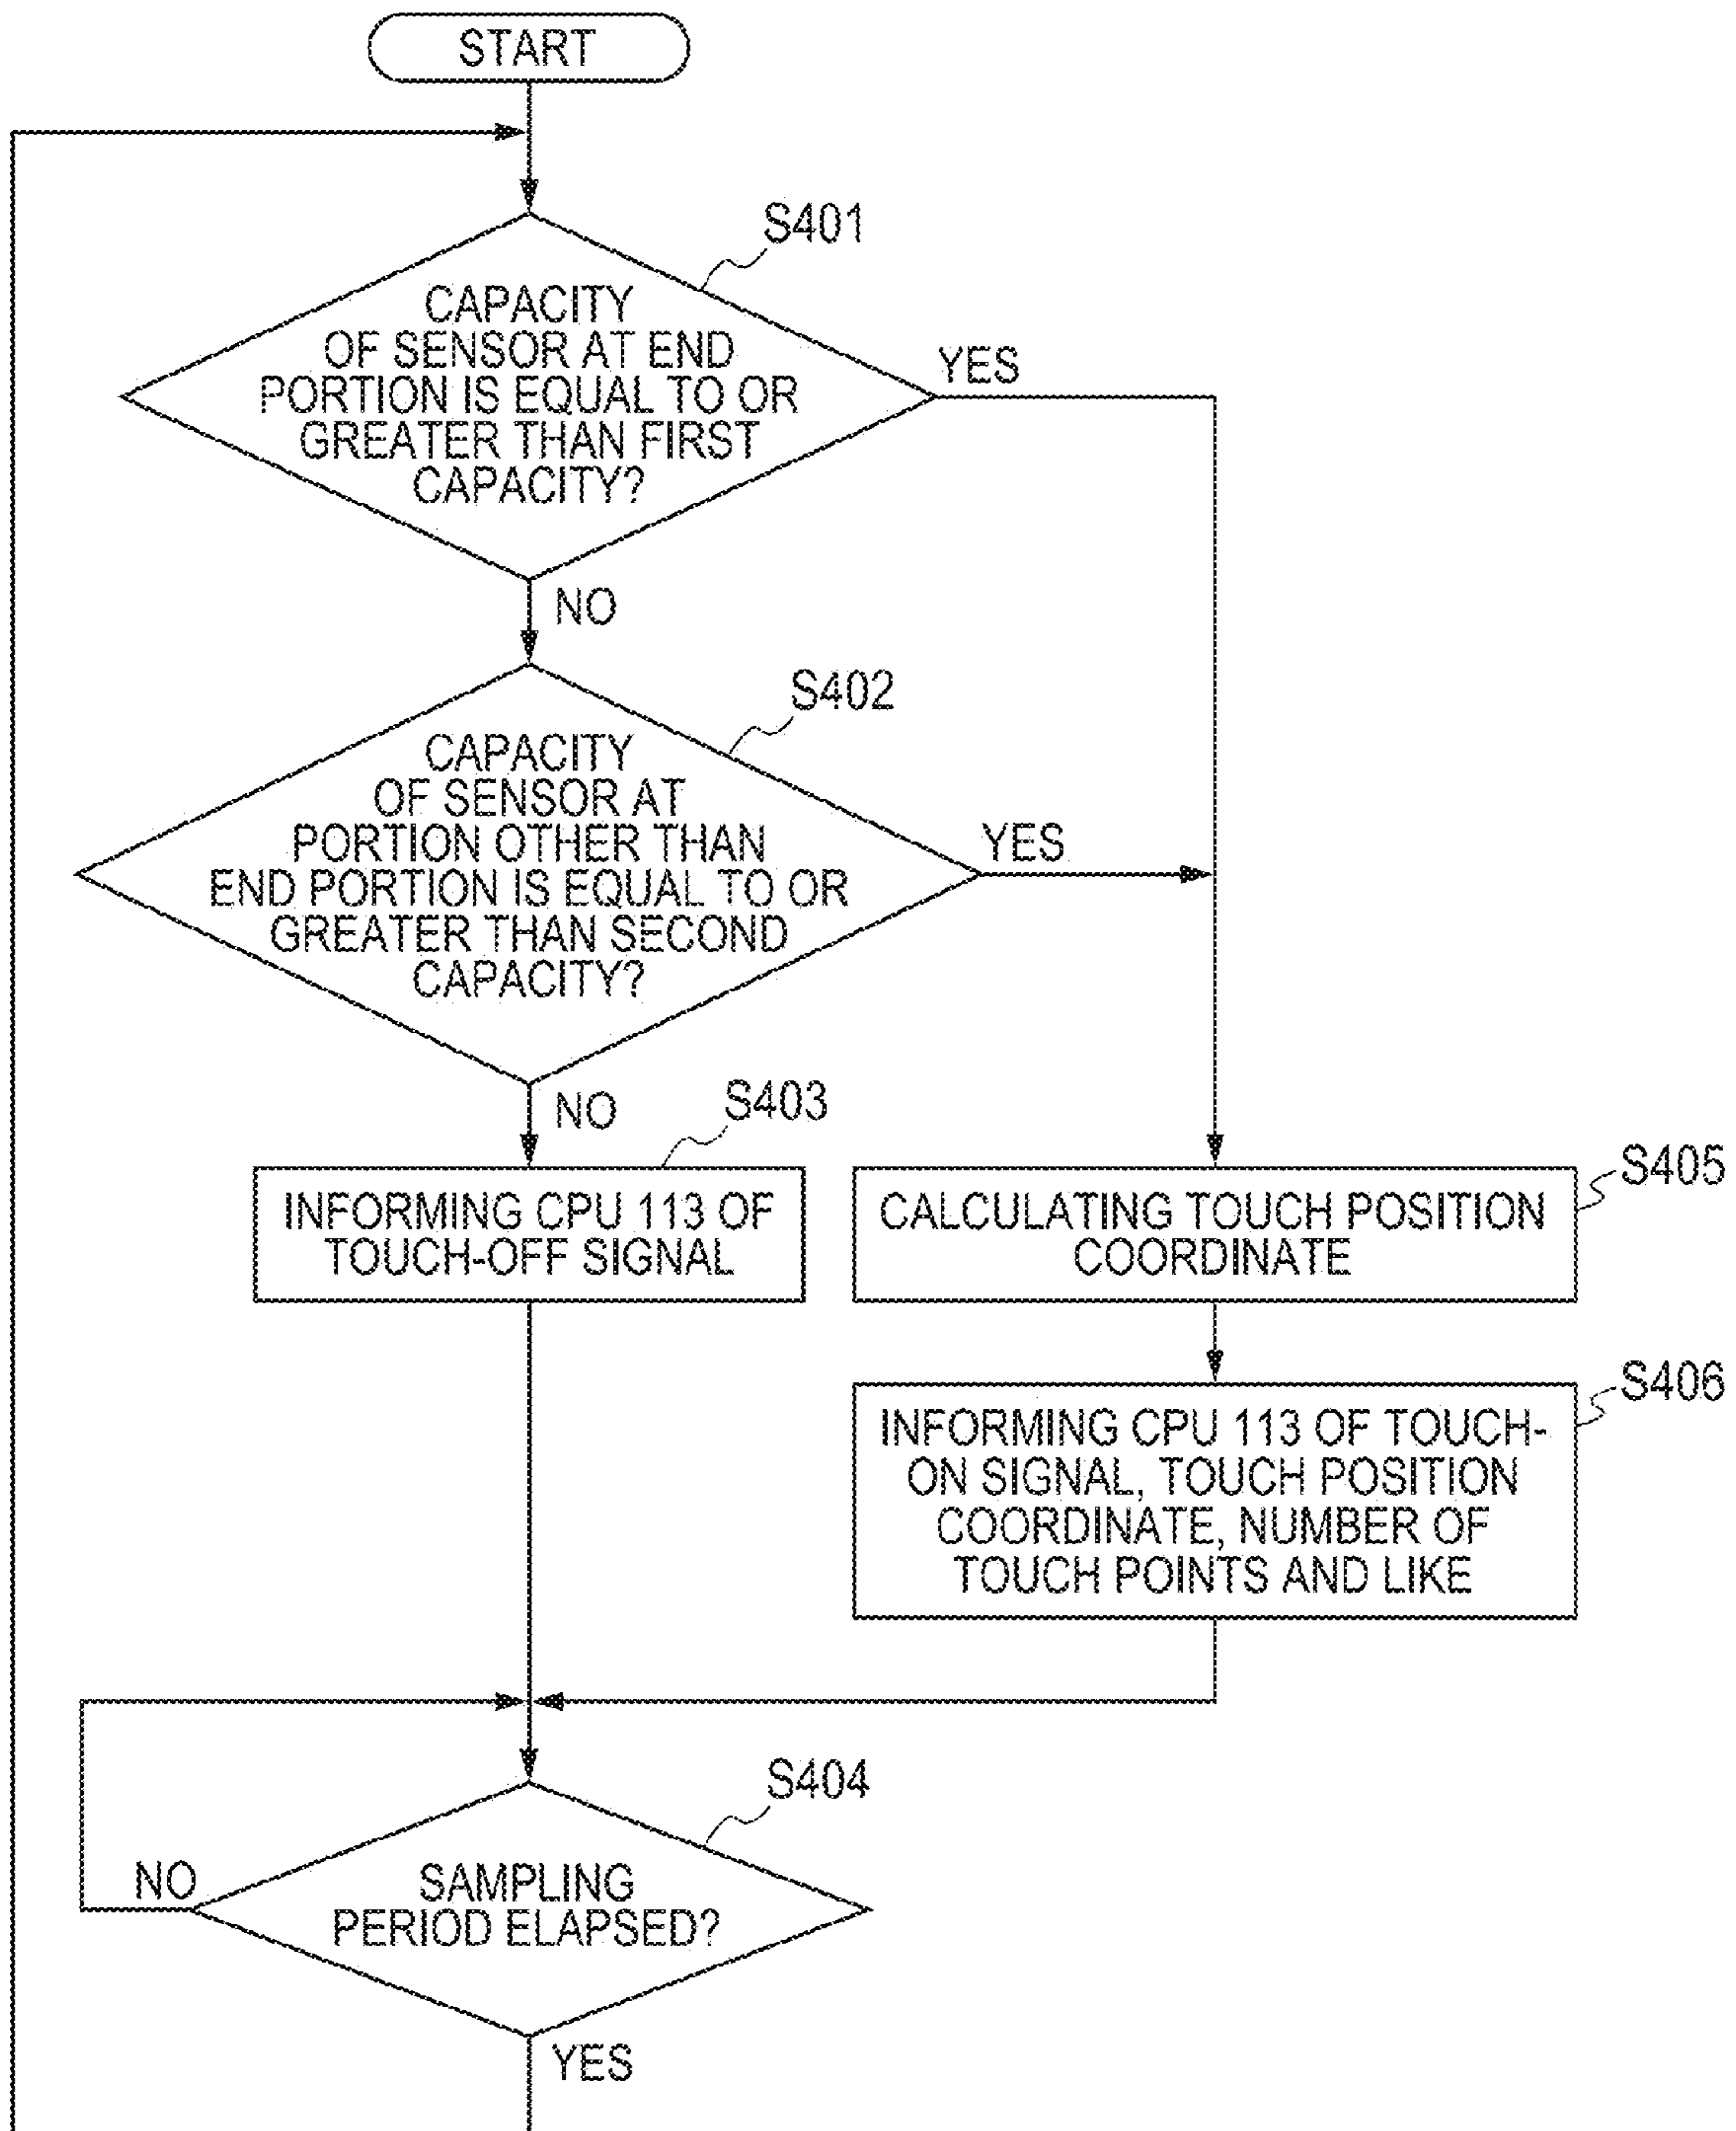 START
S401
CAPACITY
OF SENSOR AT END
PORTION IS EQUAL TO OR
GREATER THAN FIRST
CAPACITY?
YES
NO
S402
CAPACITY
OF SENSOR AT
PORTION OTHER THAN
END PORTION IS EQUAL TO OR
GREATER THAN SECOND
CAPACITY?
YES
NO
S403
INFORMING CPU 113 OF
TOUCH-OFF SIGNAL
S405
CALCULATING TOUCH POSITION
COORDINATE
S406
INFORMING CPU 113 OF TOUCH-
ON SIGNAL, TOUCH POSITION
COORDINATE, NUMBER OF
TOUCH POINTS AND LIKE
S404
SAMPLING
PERIOD ELAPSED?
NO
YES